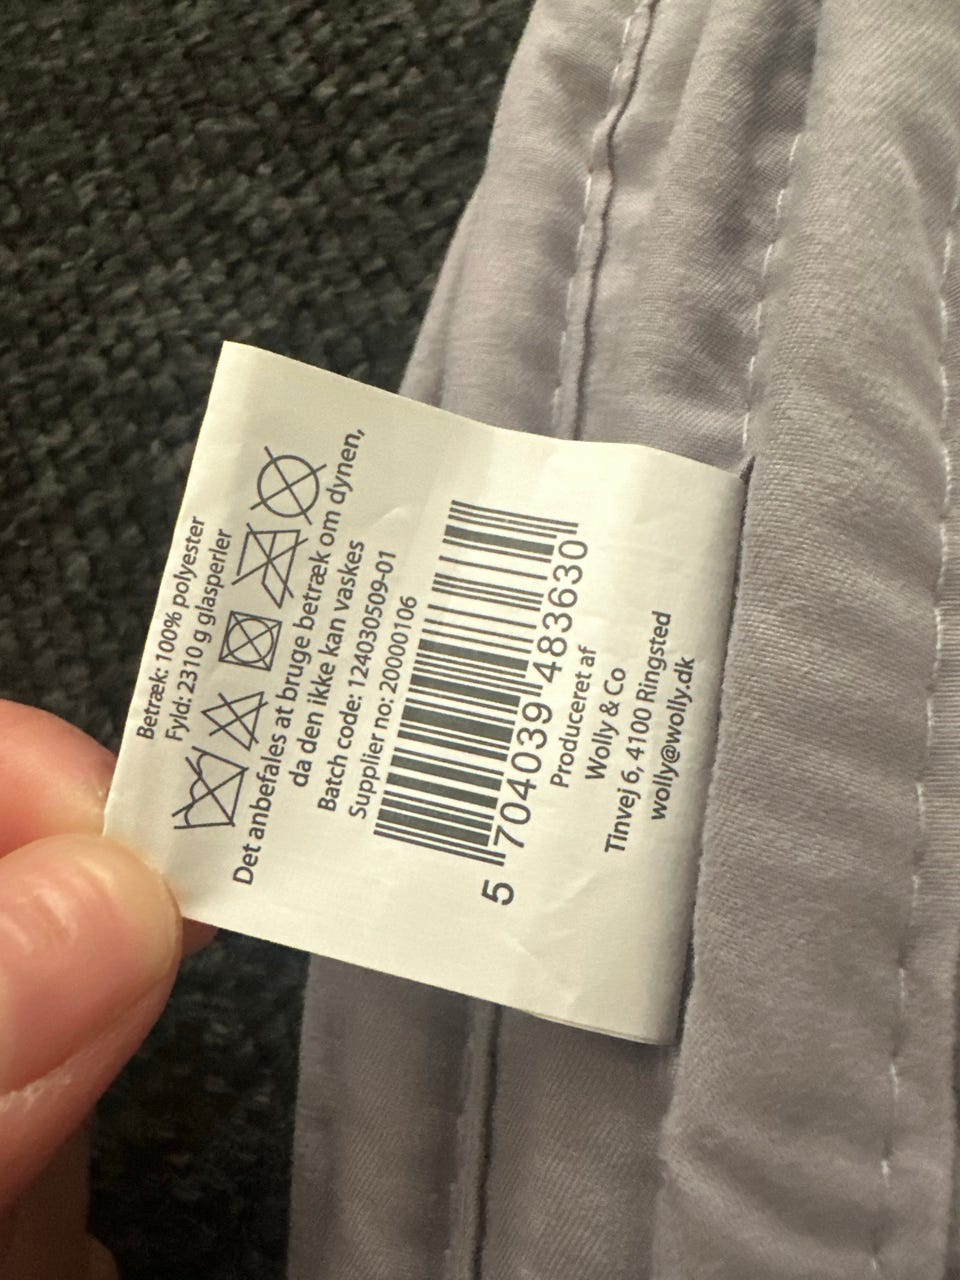 Betræk: 100% polyester
Fyld: 2310 g glasperler
Det anbefales at bruge betræk om dynen,
da den ikke kan vaskes
Batch code: 124030509-01
Supplier no: 20000106
5 704039 483630
Produceret af
Wolly & Co
Tinvej 6, 4100 Ringsted
wolly@wolly.dk